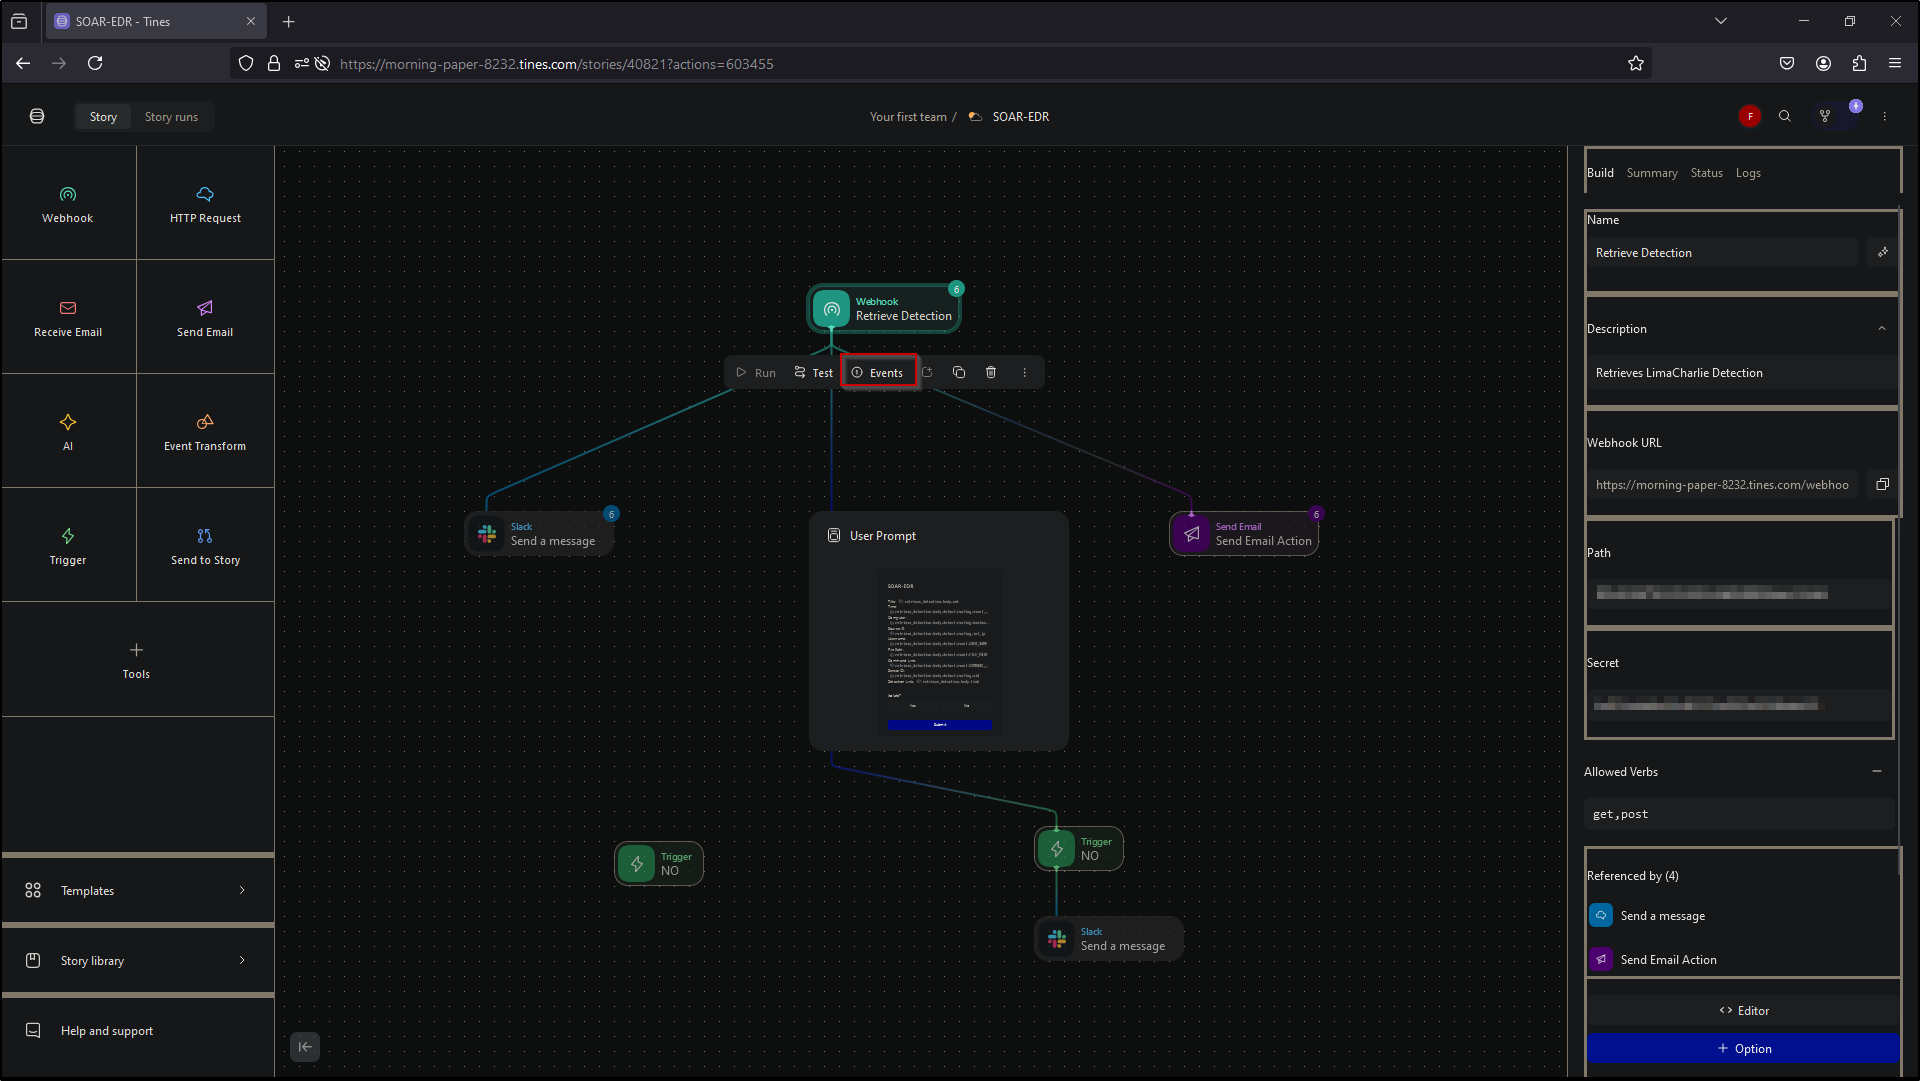 SOAR-EDR - Tines
https://morning-paper-8232.tines.com/stories/40821?actions=603455
Story
Story runs
Your first team /
SOAR-EDR
F
Webhook
HTTP Request
Receive Email
Send Email
AI
Event Transform
Trigger
Send to Story
Tools
Templates
Story library
Help and support
6
Webhook
Retrieve Detection
Run
Test
Events
6
Slack
Send a message
User Prompt
SOAR-EDR
Submit
6
Send Email
Send Email Action
Trigger
NO
Trigger
NO
Slack
Send a message
Build
Summary
Status
Logs
Name
Retrieve Detection
Description
Retrieves LimaCharlie Detection
Webhook URL
https://morning-paper-8232.tines.com/webhoo
Path
Secret
Allowed Verbs
get,post
Referenced by (4)
Send a message
Send Email Action
<> Editor
+ Option